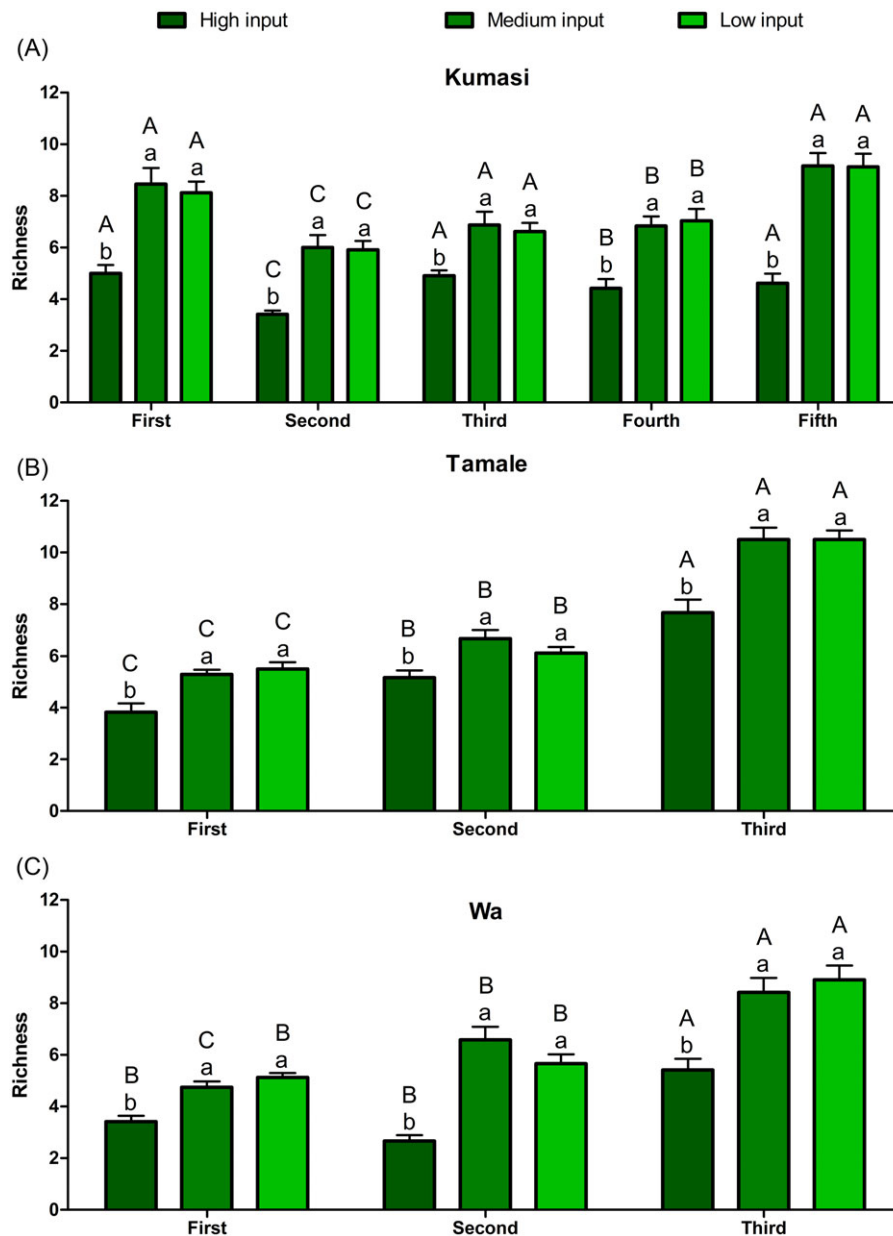 High input Medium input Low input
(A)
Kumasi
12
10
8
6
4
2
0
Richness
A A A A A
A C C A A B B A
A b a a C b a a A b a a B b a a A b a a
First Second Third Fourth Fifth
(B)
Tamale
12
10
8
6
4
2
0
Richness
C b C a C a B b B a B a A b A a A a
First Second Third
(C)
Wa
12
10
8
6
4
2
0
Richness
B b C a B a B b B a B a A b A a A a
First Second Third